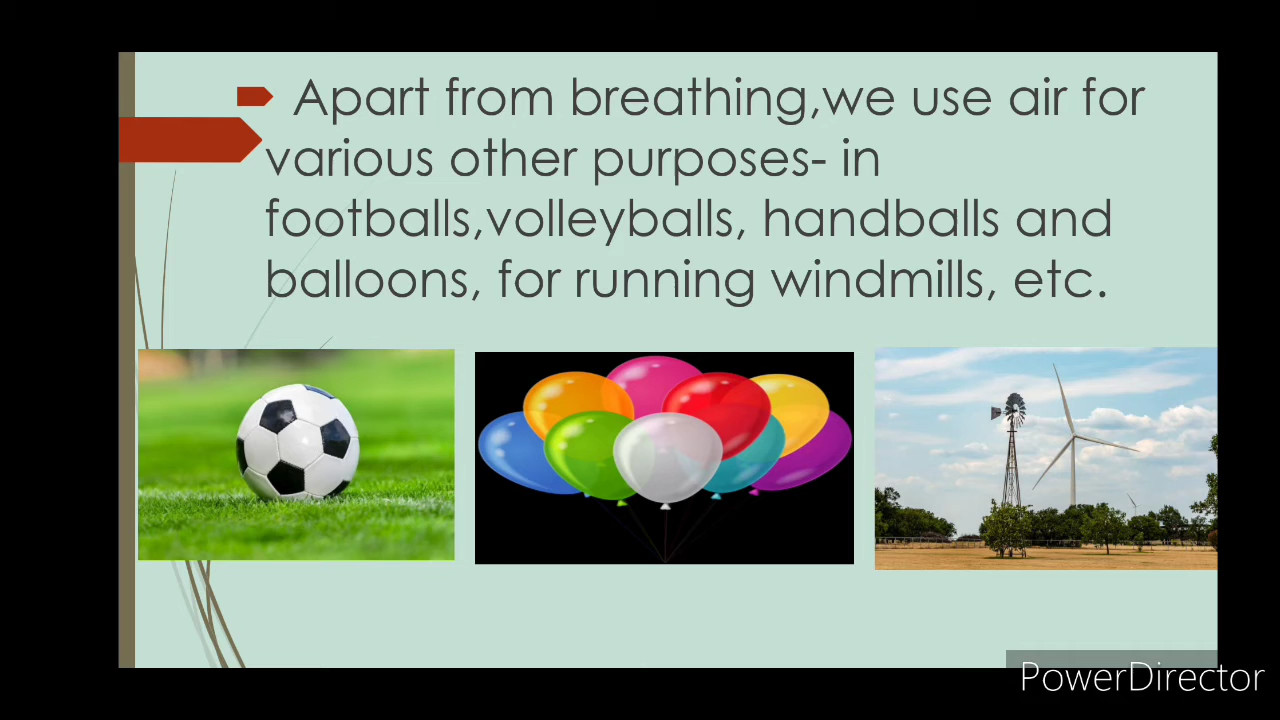 Apart from breathing,we use air for
various other purposes- in
footballs,volleyballs, handballs and
balloons, for running windmills, etc.
PowerDirector